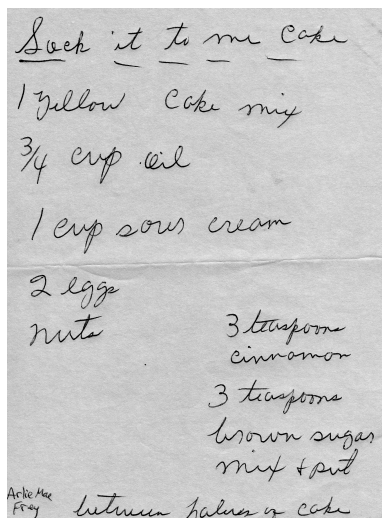 Sock it to me Cake
1 Yellow Cake mix
3/4 cup oil
1 cup sour cream
2 eggs
nuts
3 teaspoons
cinnamon
3 teaspoons
brown sugar
mix + put
between halves of cake
Arlie Mae
Frey